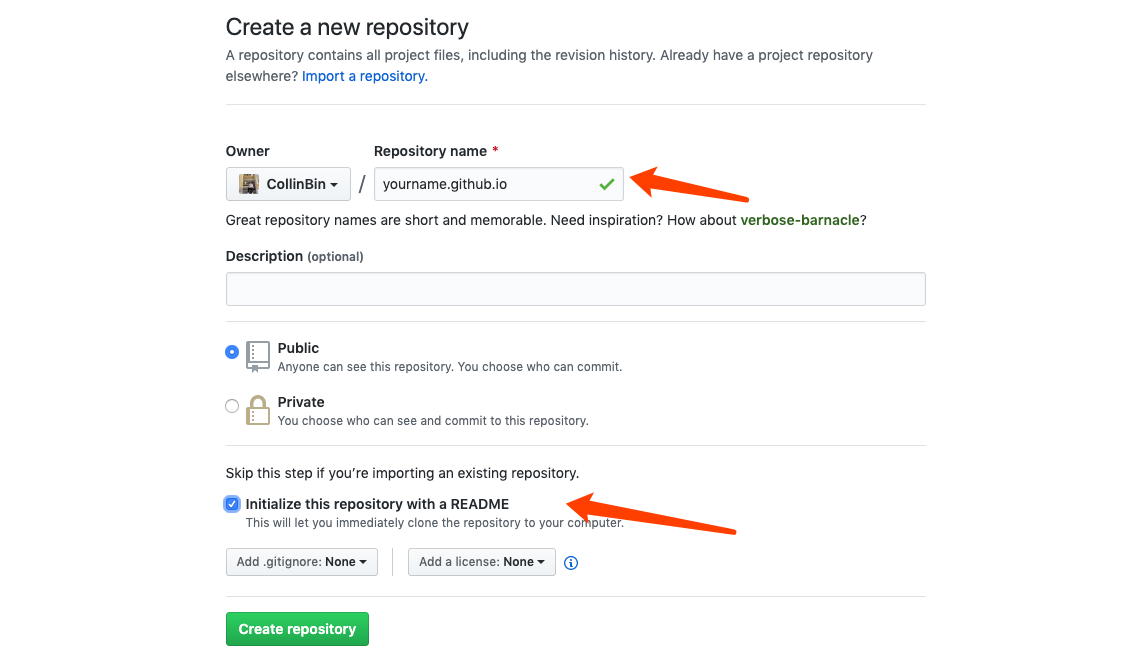 Create a new repository
A repository contains all project files, including the revision history. Already have a project repository
elsewhere? Import a repository.
Owner
Repository name *
CollinBin / yourname.github.io
Great repository names are short and memorable. Need inspiration? How about verbose-barnacle?
Description (optional)
Public
Anyone can see this repository. You choose who can commit.
Private
You choose who can see and commit to this repository.
Skip this step if you’re importing an existing repository.
Initialize this repository with a README
This will let you immediately clone the repository to your computer.
Add .gitignore: None
Add a license: None
Create repository